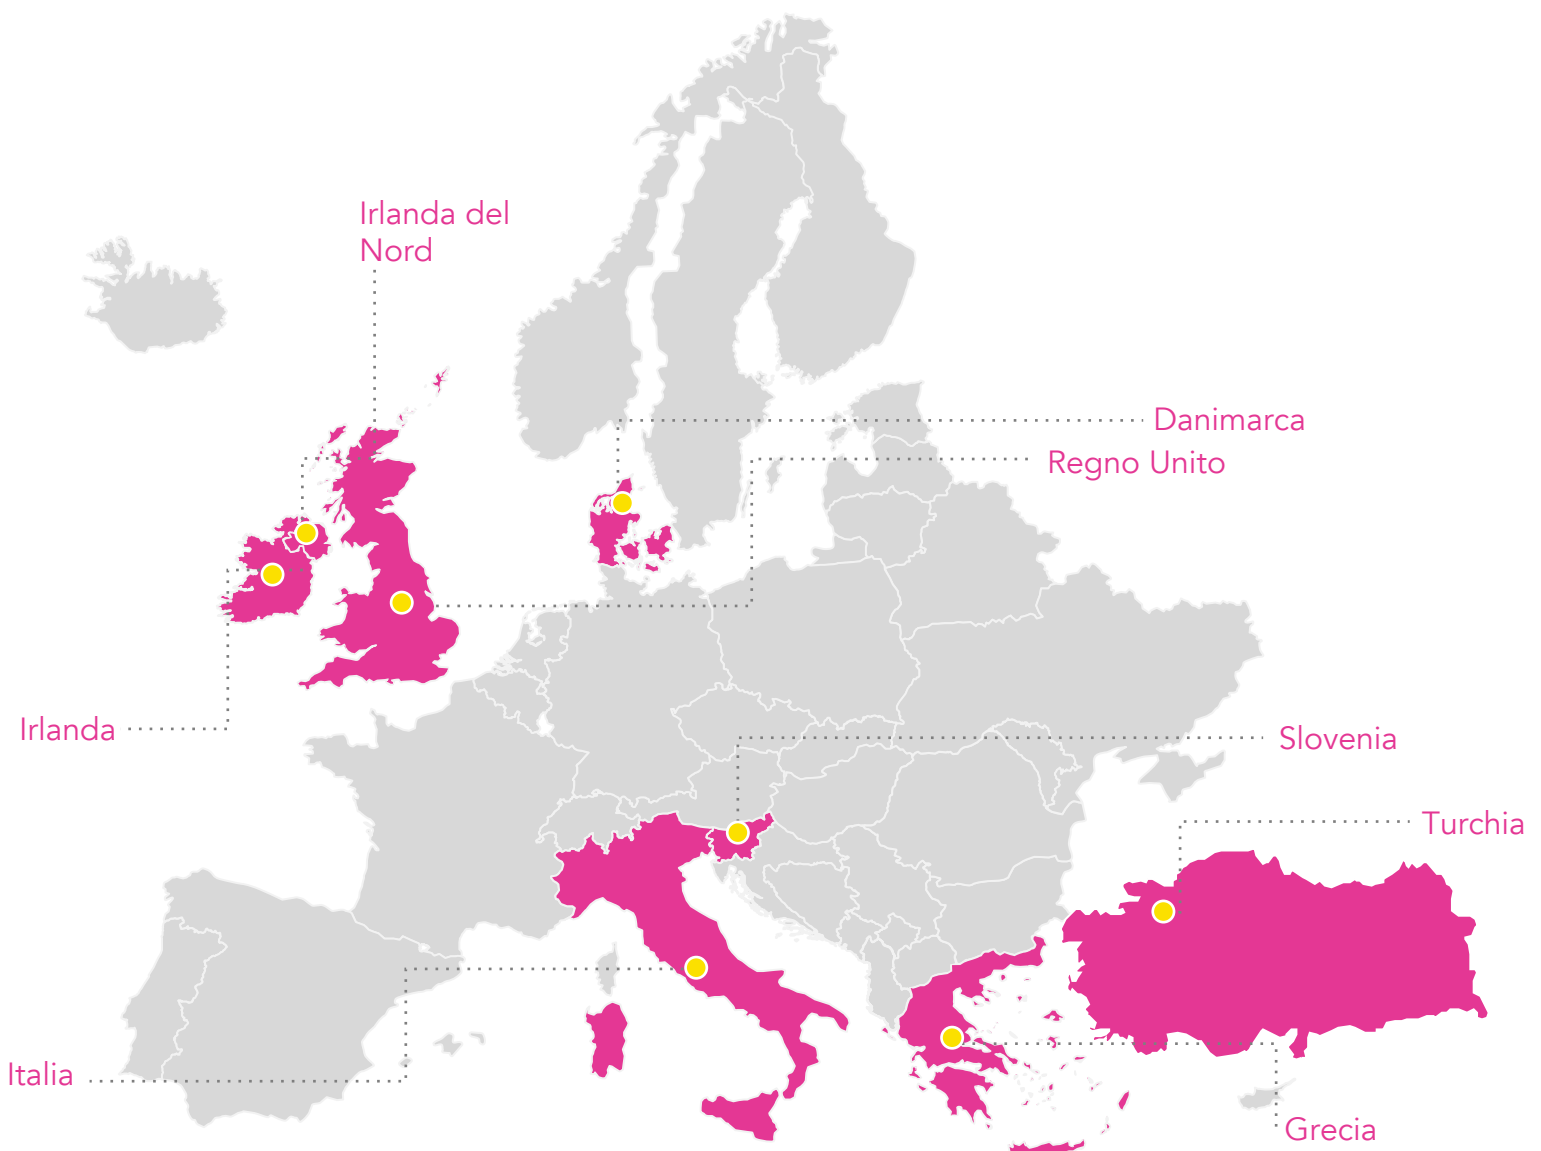 Irlanda del
Nord
Danimarca
Regno Unito
Irlanda
Slovenia
Turchia
Italia
Grecia